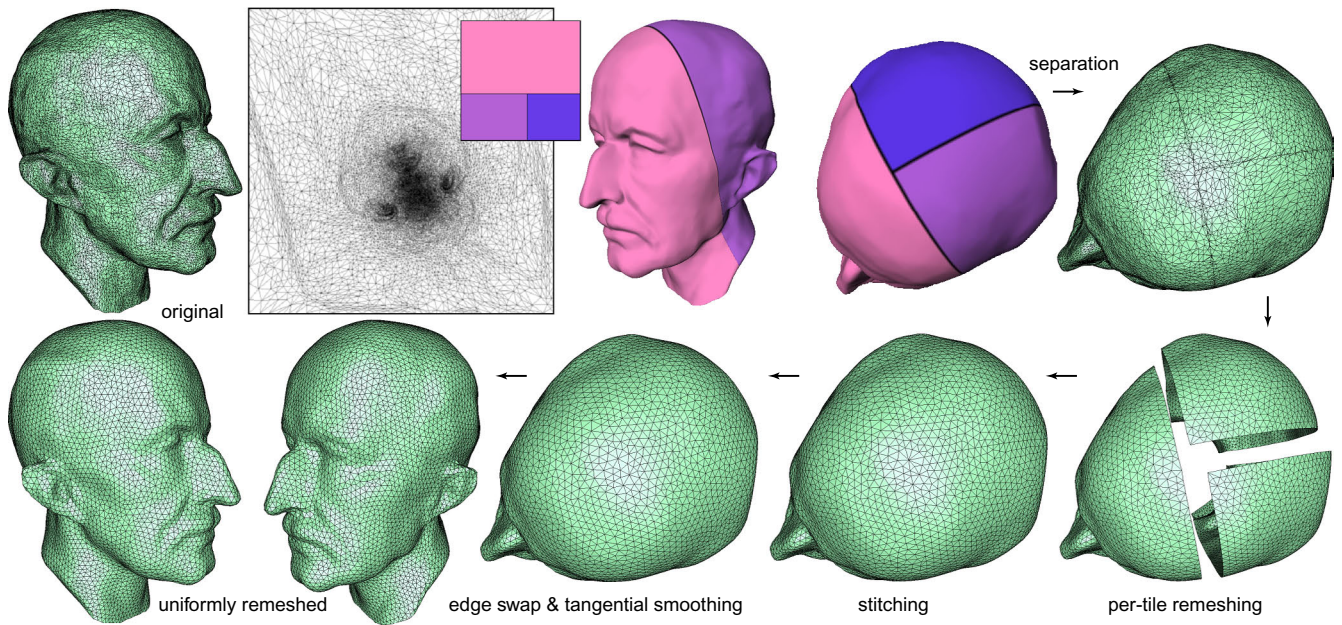 separation
original
uniformly remeshed
edge swap & tangential smoothing
stitching
per-tile remeshing